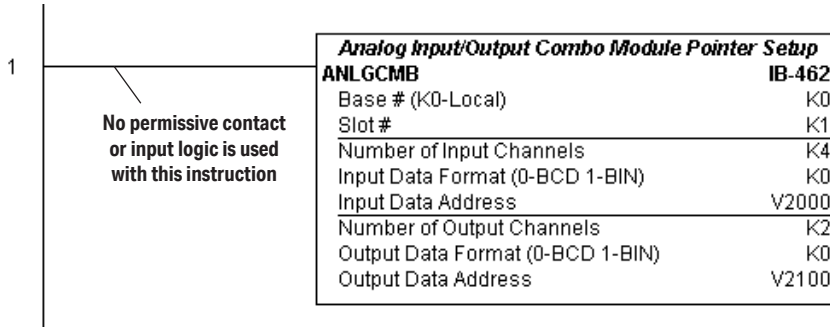 1
No permissive contact
or input logic is used
with this instruction
Analog Input/Output Combo Module Pointer Setup
ANLGCMB IB-462
Base # (K0-Local) K0
Slot # K1
Number of Input Channels K4
Input Data Format (0-BCD 1-BIN) K0
Input Data Address V2000
Number of Output Channels K2
Output Data Format (0-BCD 1-BIN) K0
Output Data Address V2100